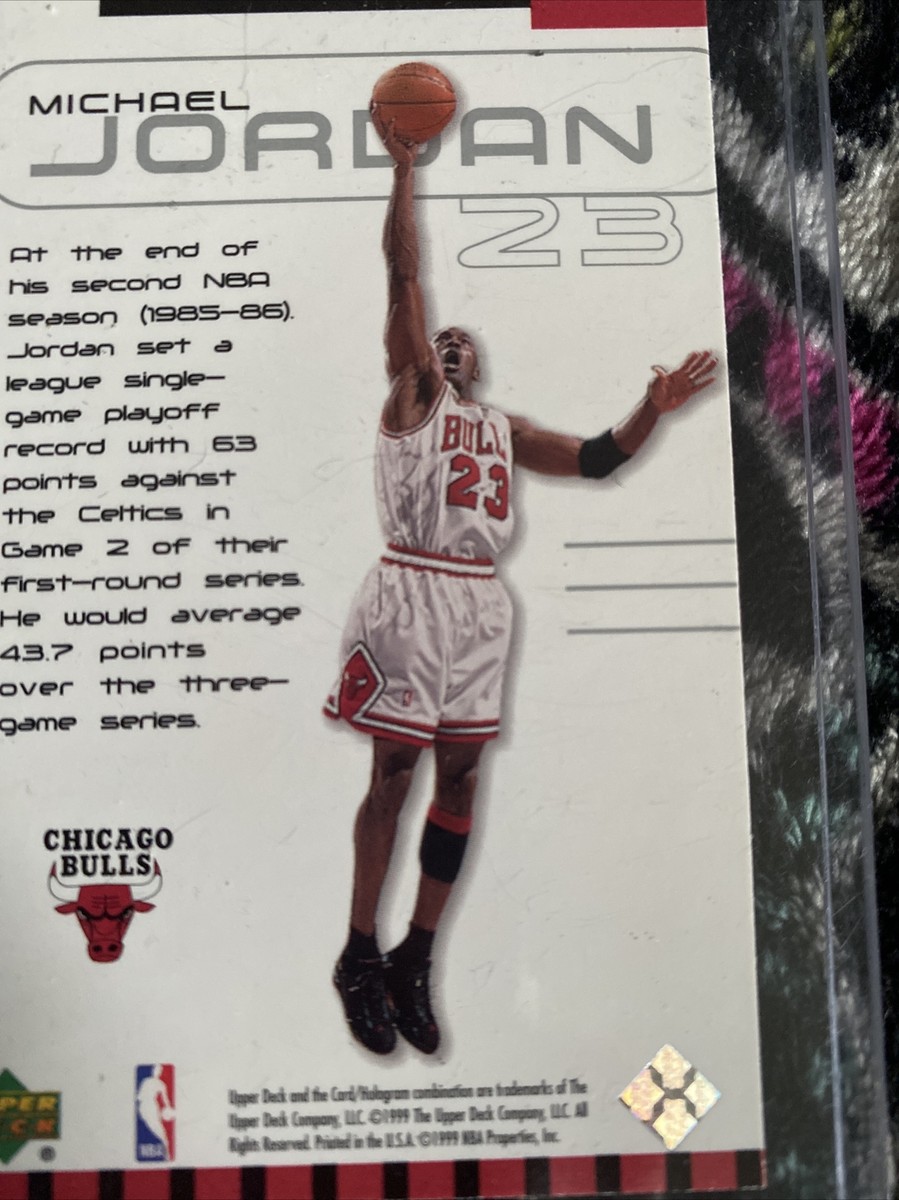 MICHAEL
JORDAN
23
At the end of
his second NBA
season (1985-86).
Jordan set a
league single-
game playoff
record with 63
points against
the Celtics in
Game 2 of their
first-round series.
He would average
43.7 points
over the three-
game series.
BULL
23
CHICAGO
BULLS
PER
CK
®
NBA
Upper Deck and the Card/Hologram combination are trademarks of The
Upper Deck Company, LLC. ©1999 The Upper Deck Company, LLC. All
Rights Reserved. Printed in the U.S.A. ©1999 NBA Properties, Inc.